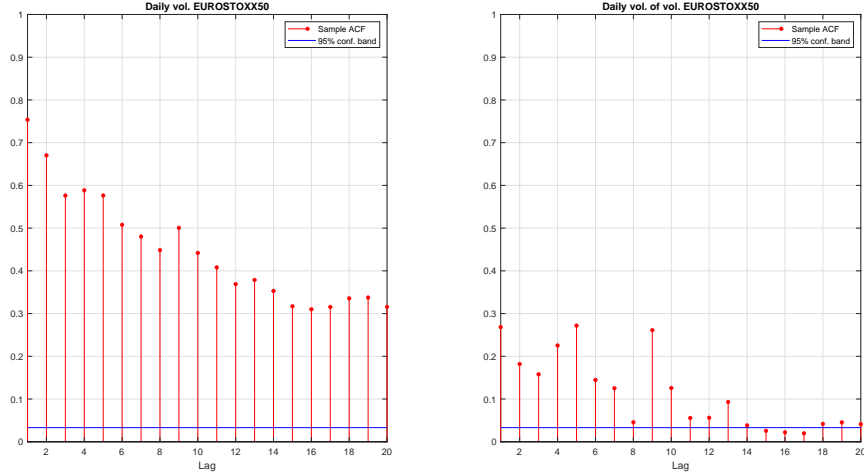 Daily vol. EUROSTOXX50
1
0.9
0.8
0.7
0.6
0.5
0.4
0.3
0.2
0.1
0
2 4 6 8 10 12 14 16 18 20
Lag
Sample ACF
95% conf. band
Daily vol. of vol. EUROSTOXX50
1
0.9
0.8
0.7
0.6
0.5
0.4
0.3
0.2
0.1
0
2 4 6 8 10 12 14 16 18 20
Lag
Sample ACF
95% conf. band